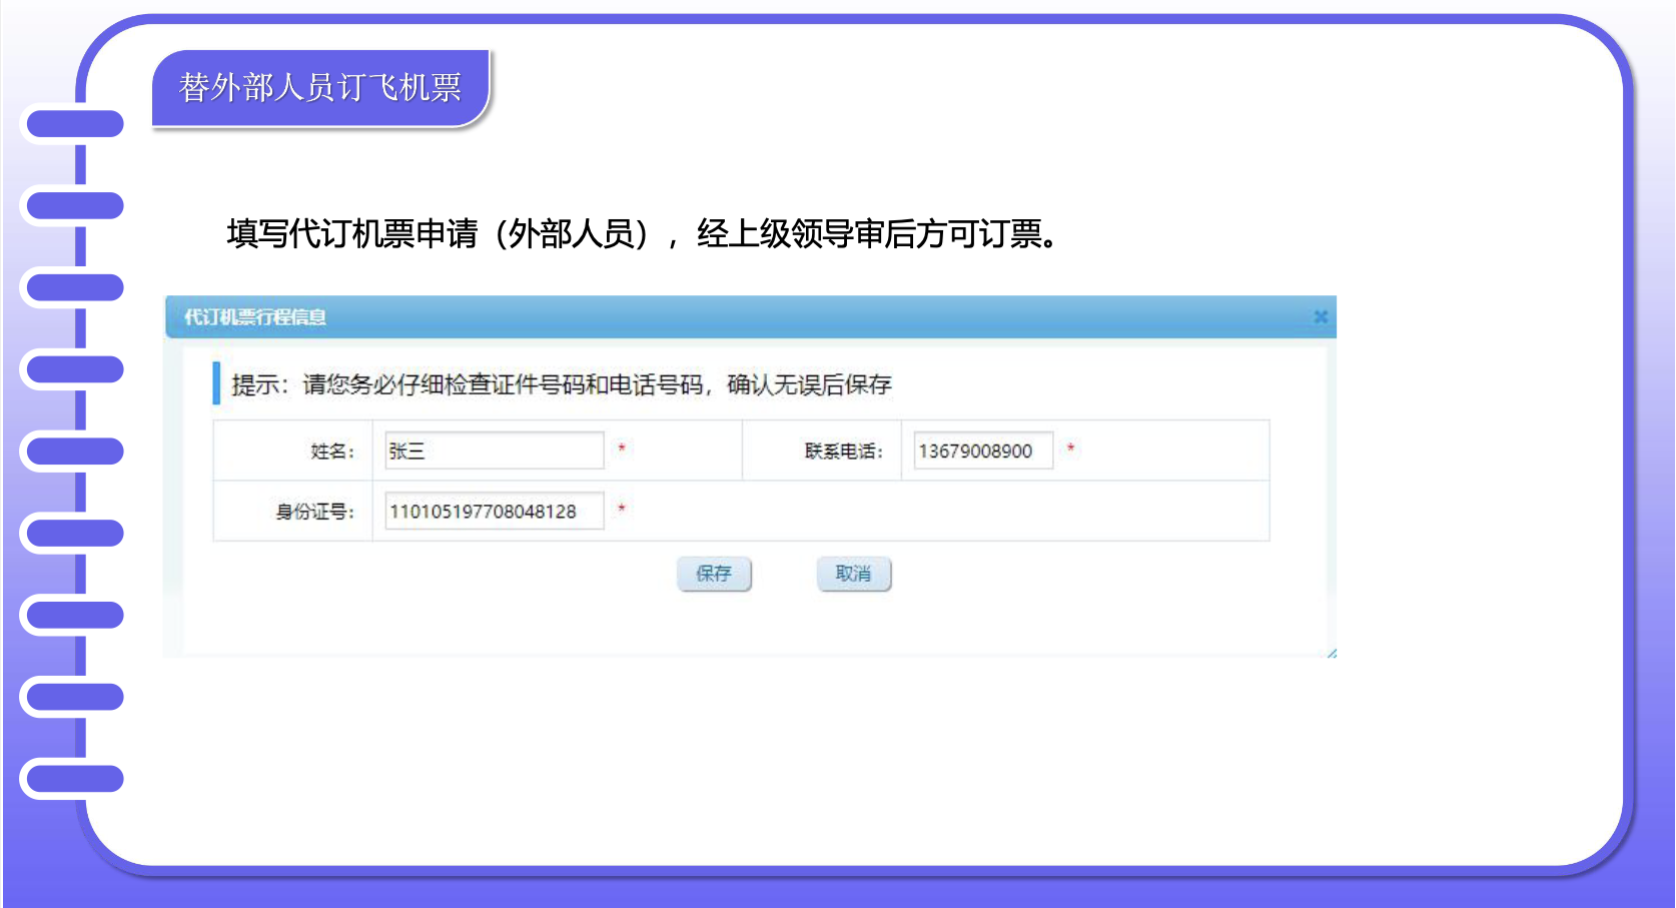 替外部人员订飞机票
填写代订机票申请（外部人员），经上级领导审后方可订票。
代订机票行程信息
提示：请您务必仔细检查证件号码和电话号码，确认无误后保存
姓名： 张三 * 联系电话： 13679008900 *
身份证号： 110105197708048128 *
保存 取消